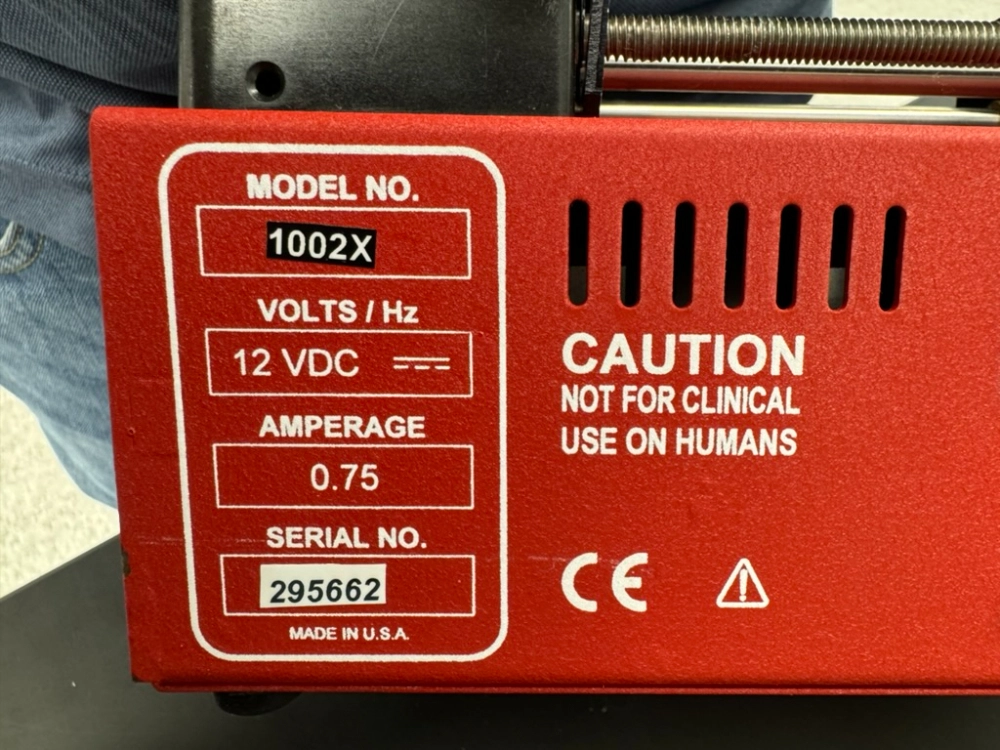 MODEL NO.
1002X
VOLTS / Hz
12 VDC
AMPERAGE
0.75
SERIAL NO.
295662
MADE IN U.S.A.
CAUTION
NOT FOR CLINICAL
USE ON HUMANS
CE